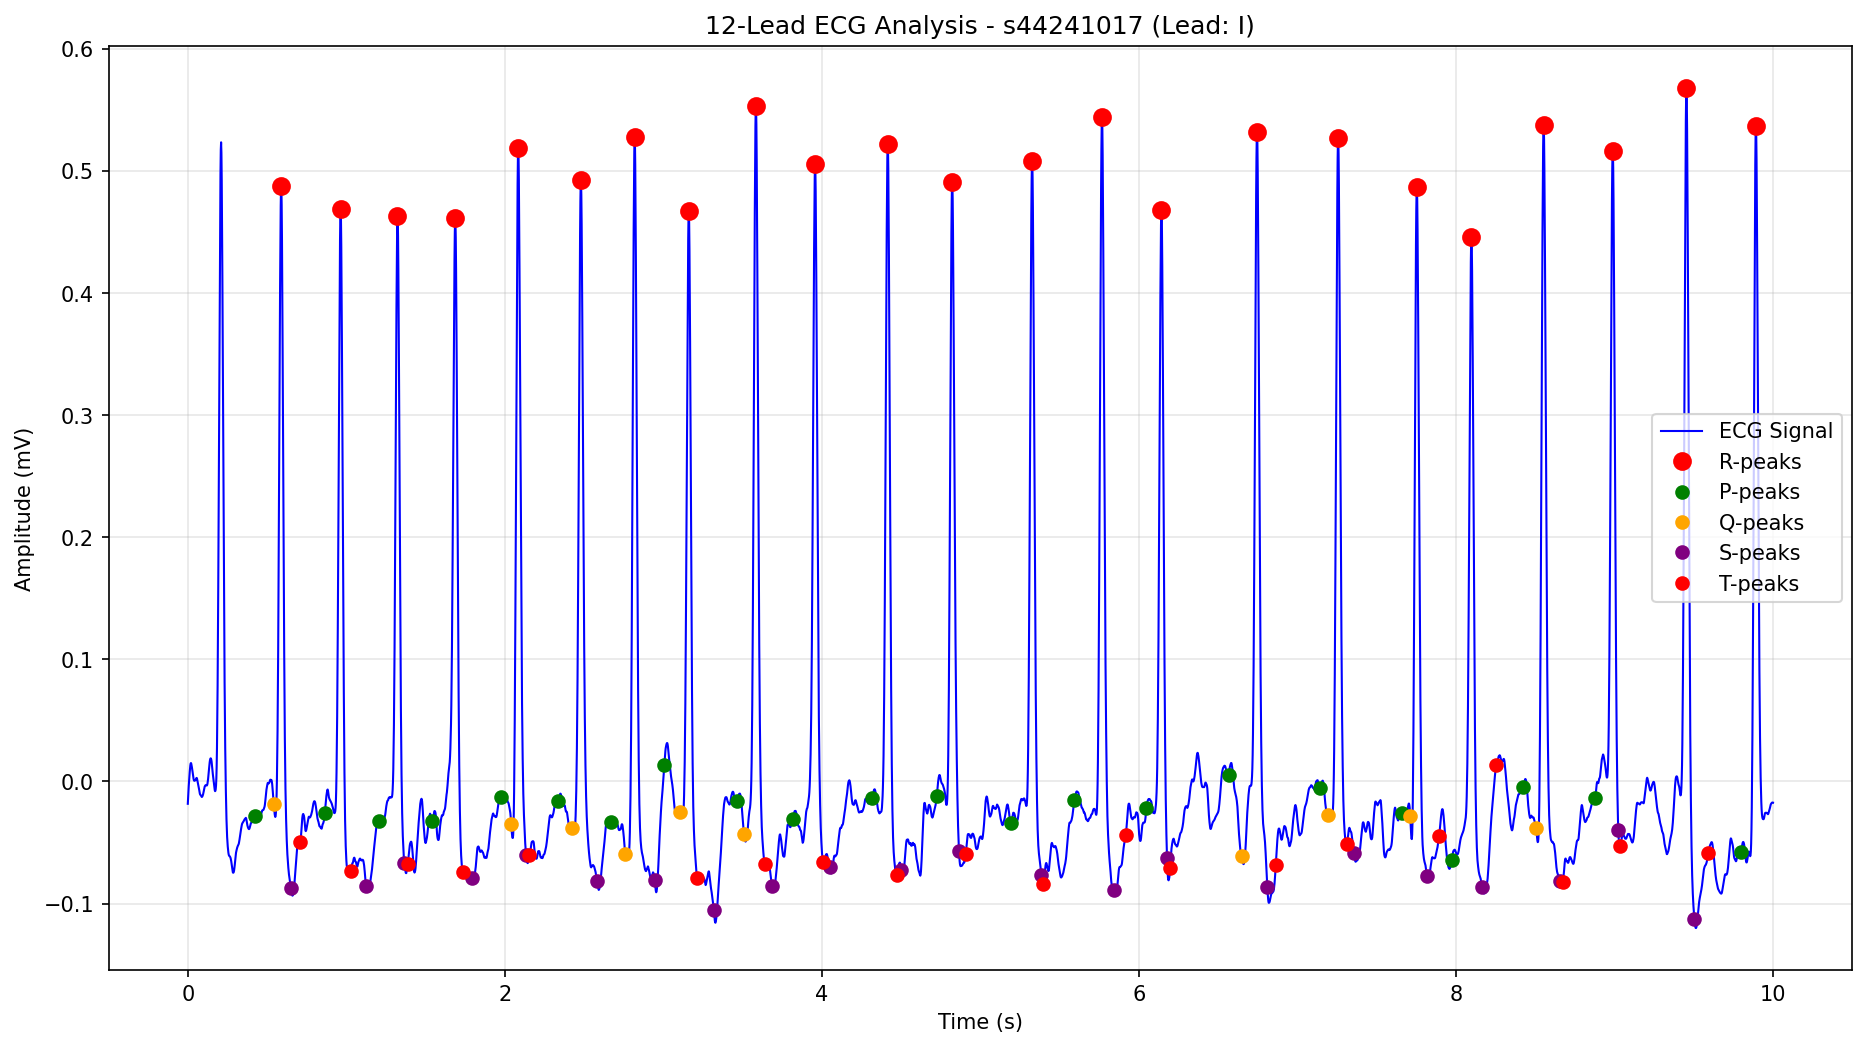 12-Lead ECG Analysis - s44241017 (Lead: I)
0.6
0.5
0.4
0.3
0.2
0.1
0.0
−0.1
Amplitude (mV)
ECG Signal
R-peaks
P-peaks
Q-peaks
S-peaks
T-peaks
0 2 4 6 8 10
Time (s)